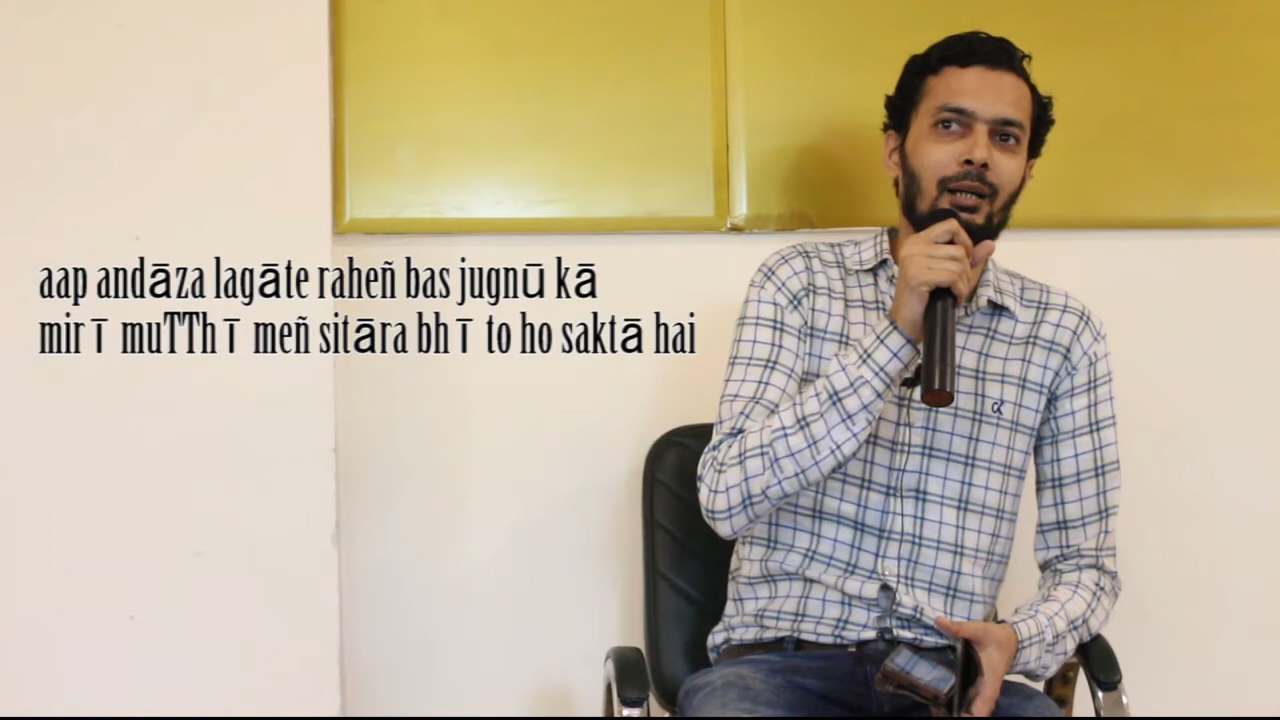 aap andāza lagāte raheñ bas jugnū kā
mirī muTThī meñ sitāra bhī to ho saktā hai